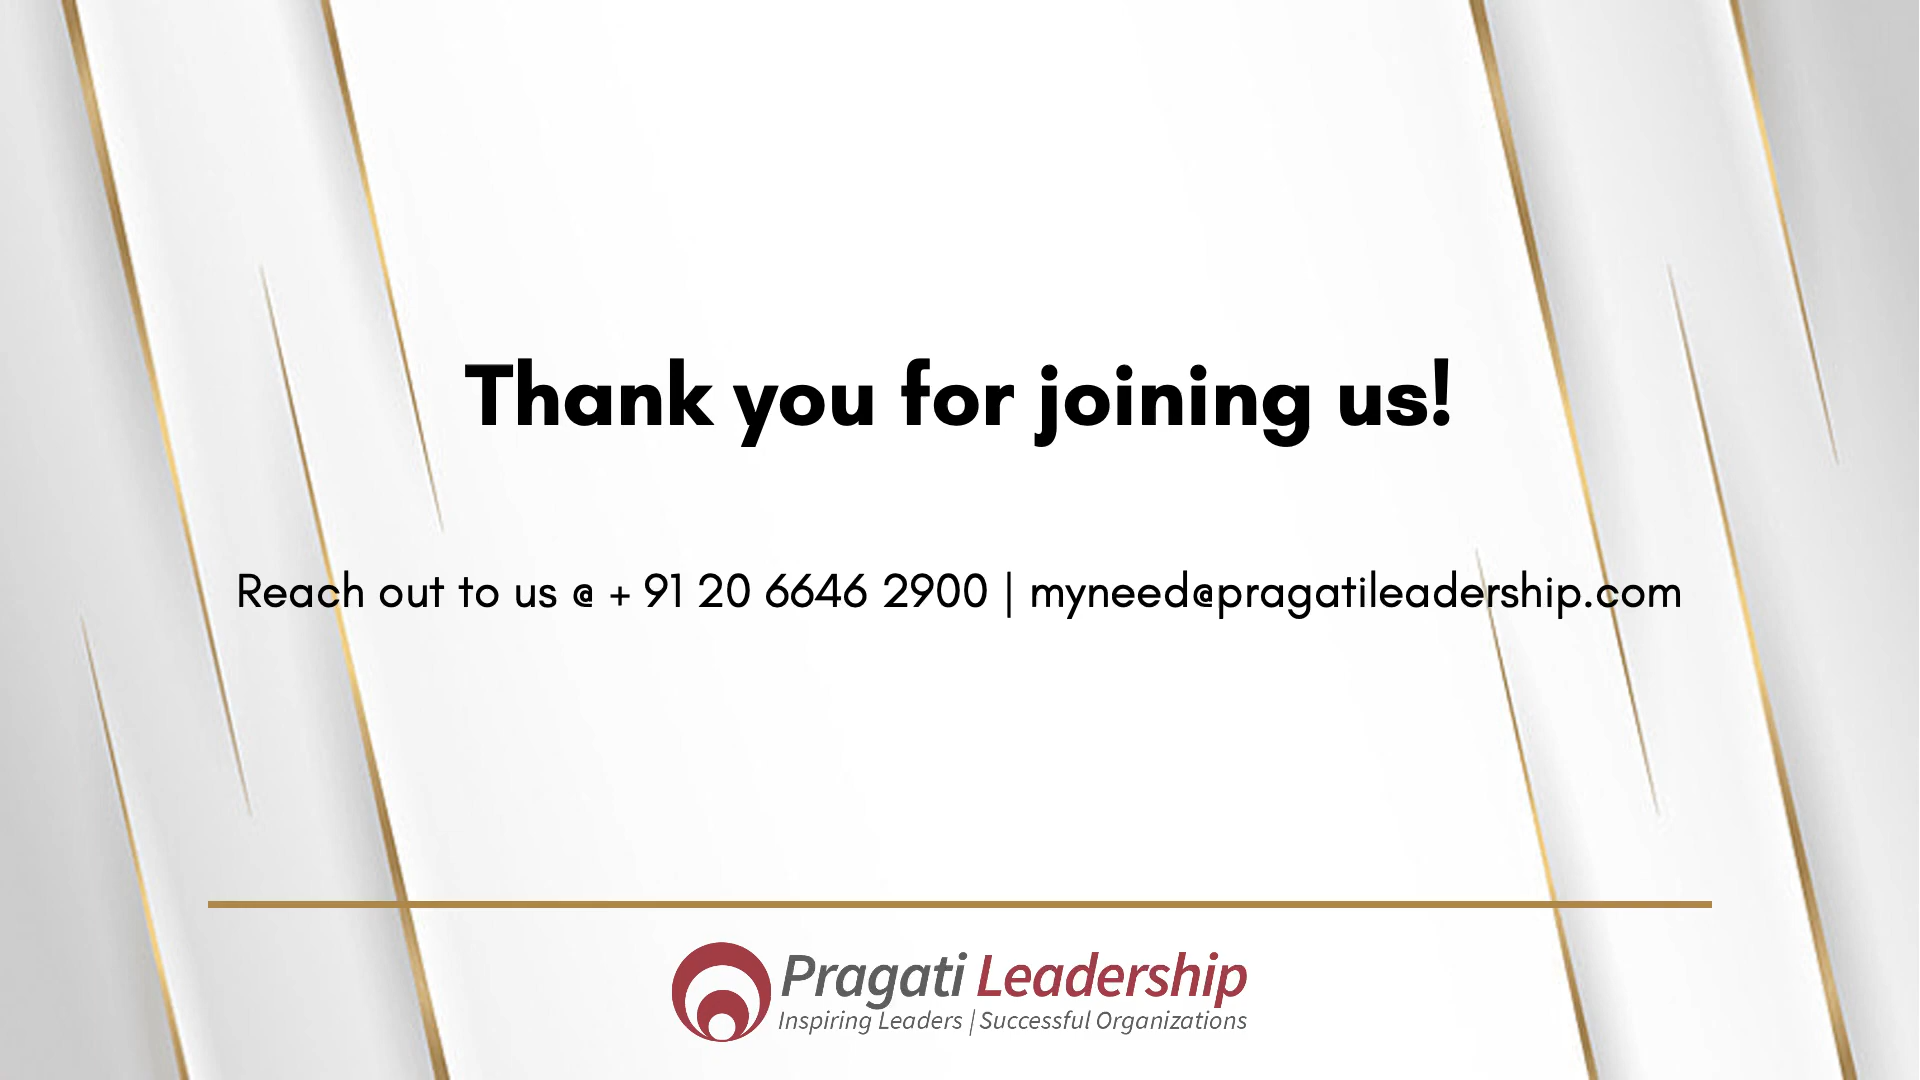 Thank you for joining us!
Reach out to us @ + 91 20 6646 2900 | myneed@pragatileadership.com
Pragati Leadership
Inspiring Leaders | Successful Organizations